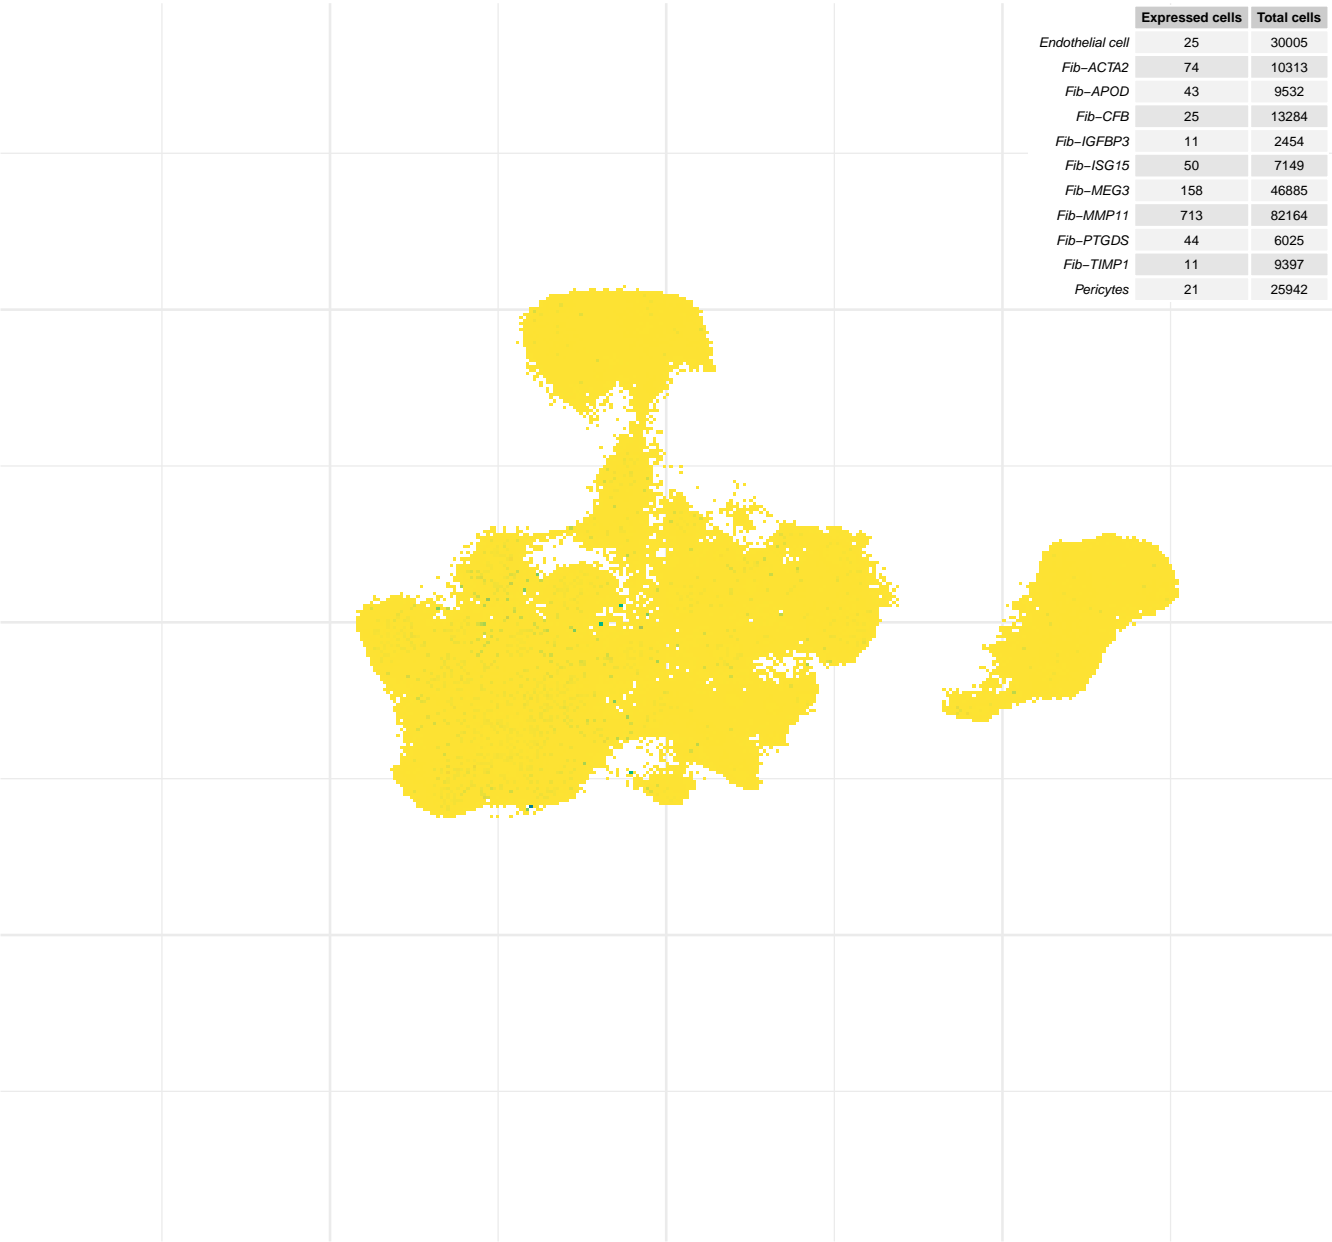 Expressed cells Total cells
Endothelial cell 25 30005
Fib−ACTA2 74 10313
Fib−APOD 43 9532
Fib−CFB 25 13284
Fib−IGFBP3 11 2454
Fib−ISG15 50 7149
Fib−MEG3 158 46885
Fib−MMP11 713 82164
Fib−PTGDS 44 6025
Fib−TIMP1 11 9397
Pericytes 21 25942